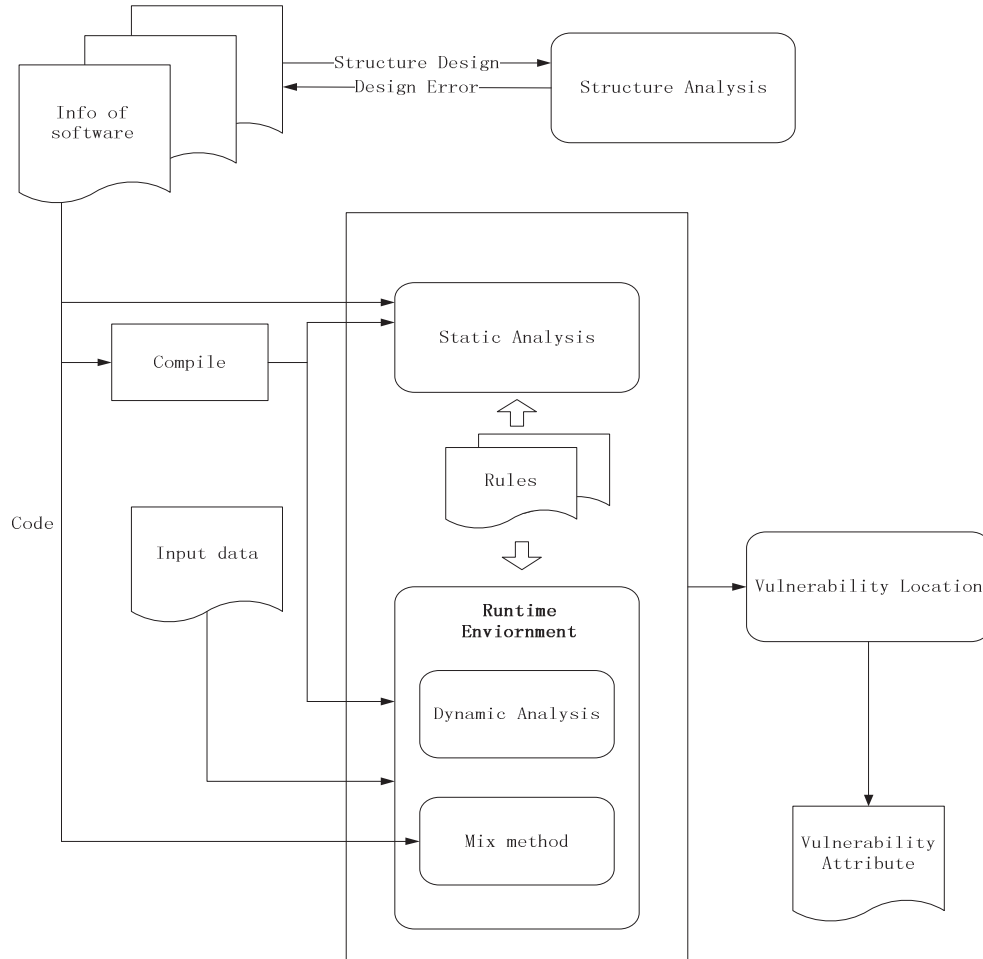 Structure Design
Design Error
Structure Analysis
Info of
software
Static Analysis
Compile
Rules
Code
Input data
Vulnerability Location
Runtime
Enviornment
Dynamic Analysis
Mix method
Vulnerability
Attribute